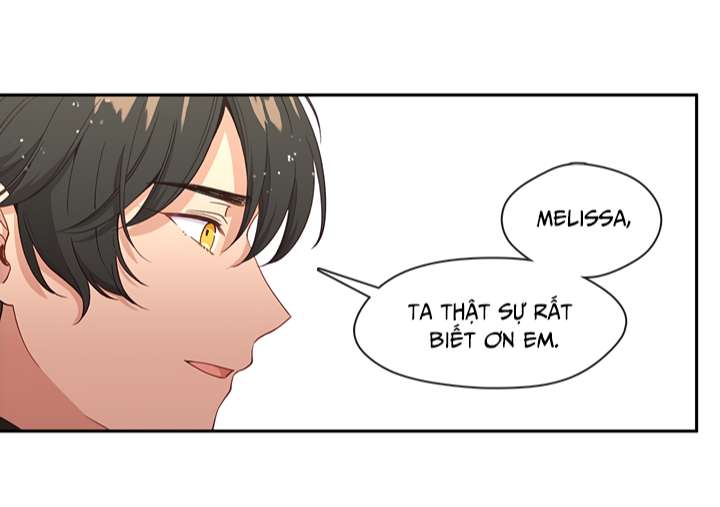 MELISSA,
TA THẬT SỰ RẤT
BIẾT ƠN EM.